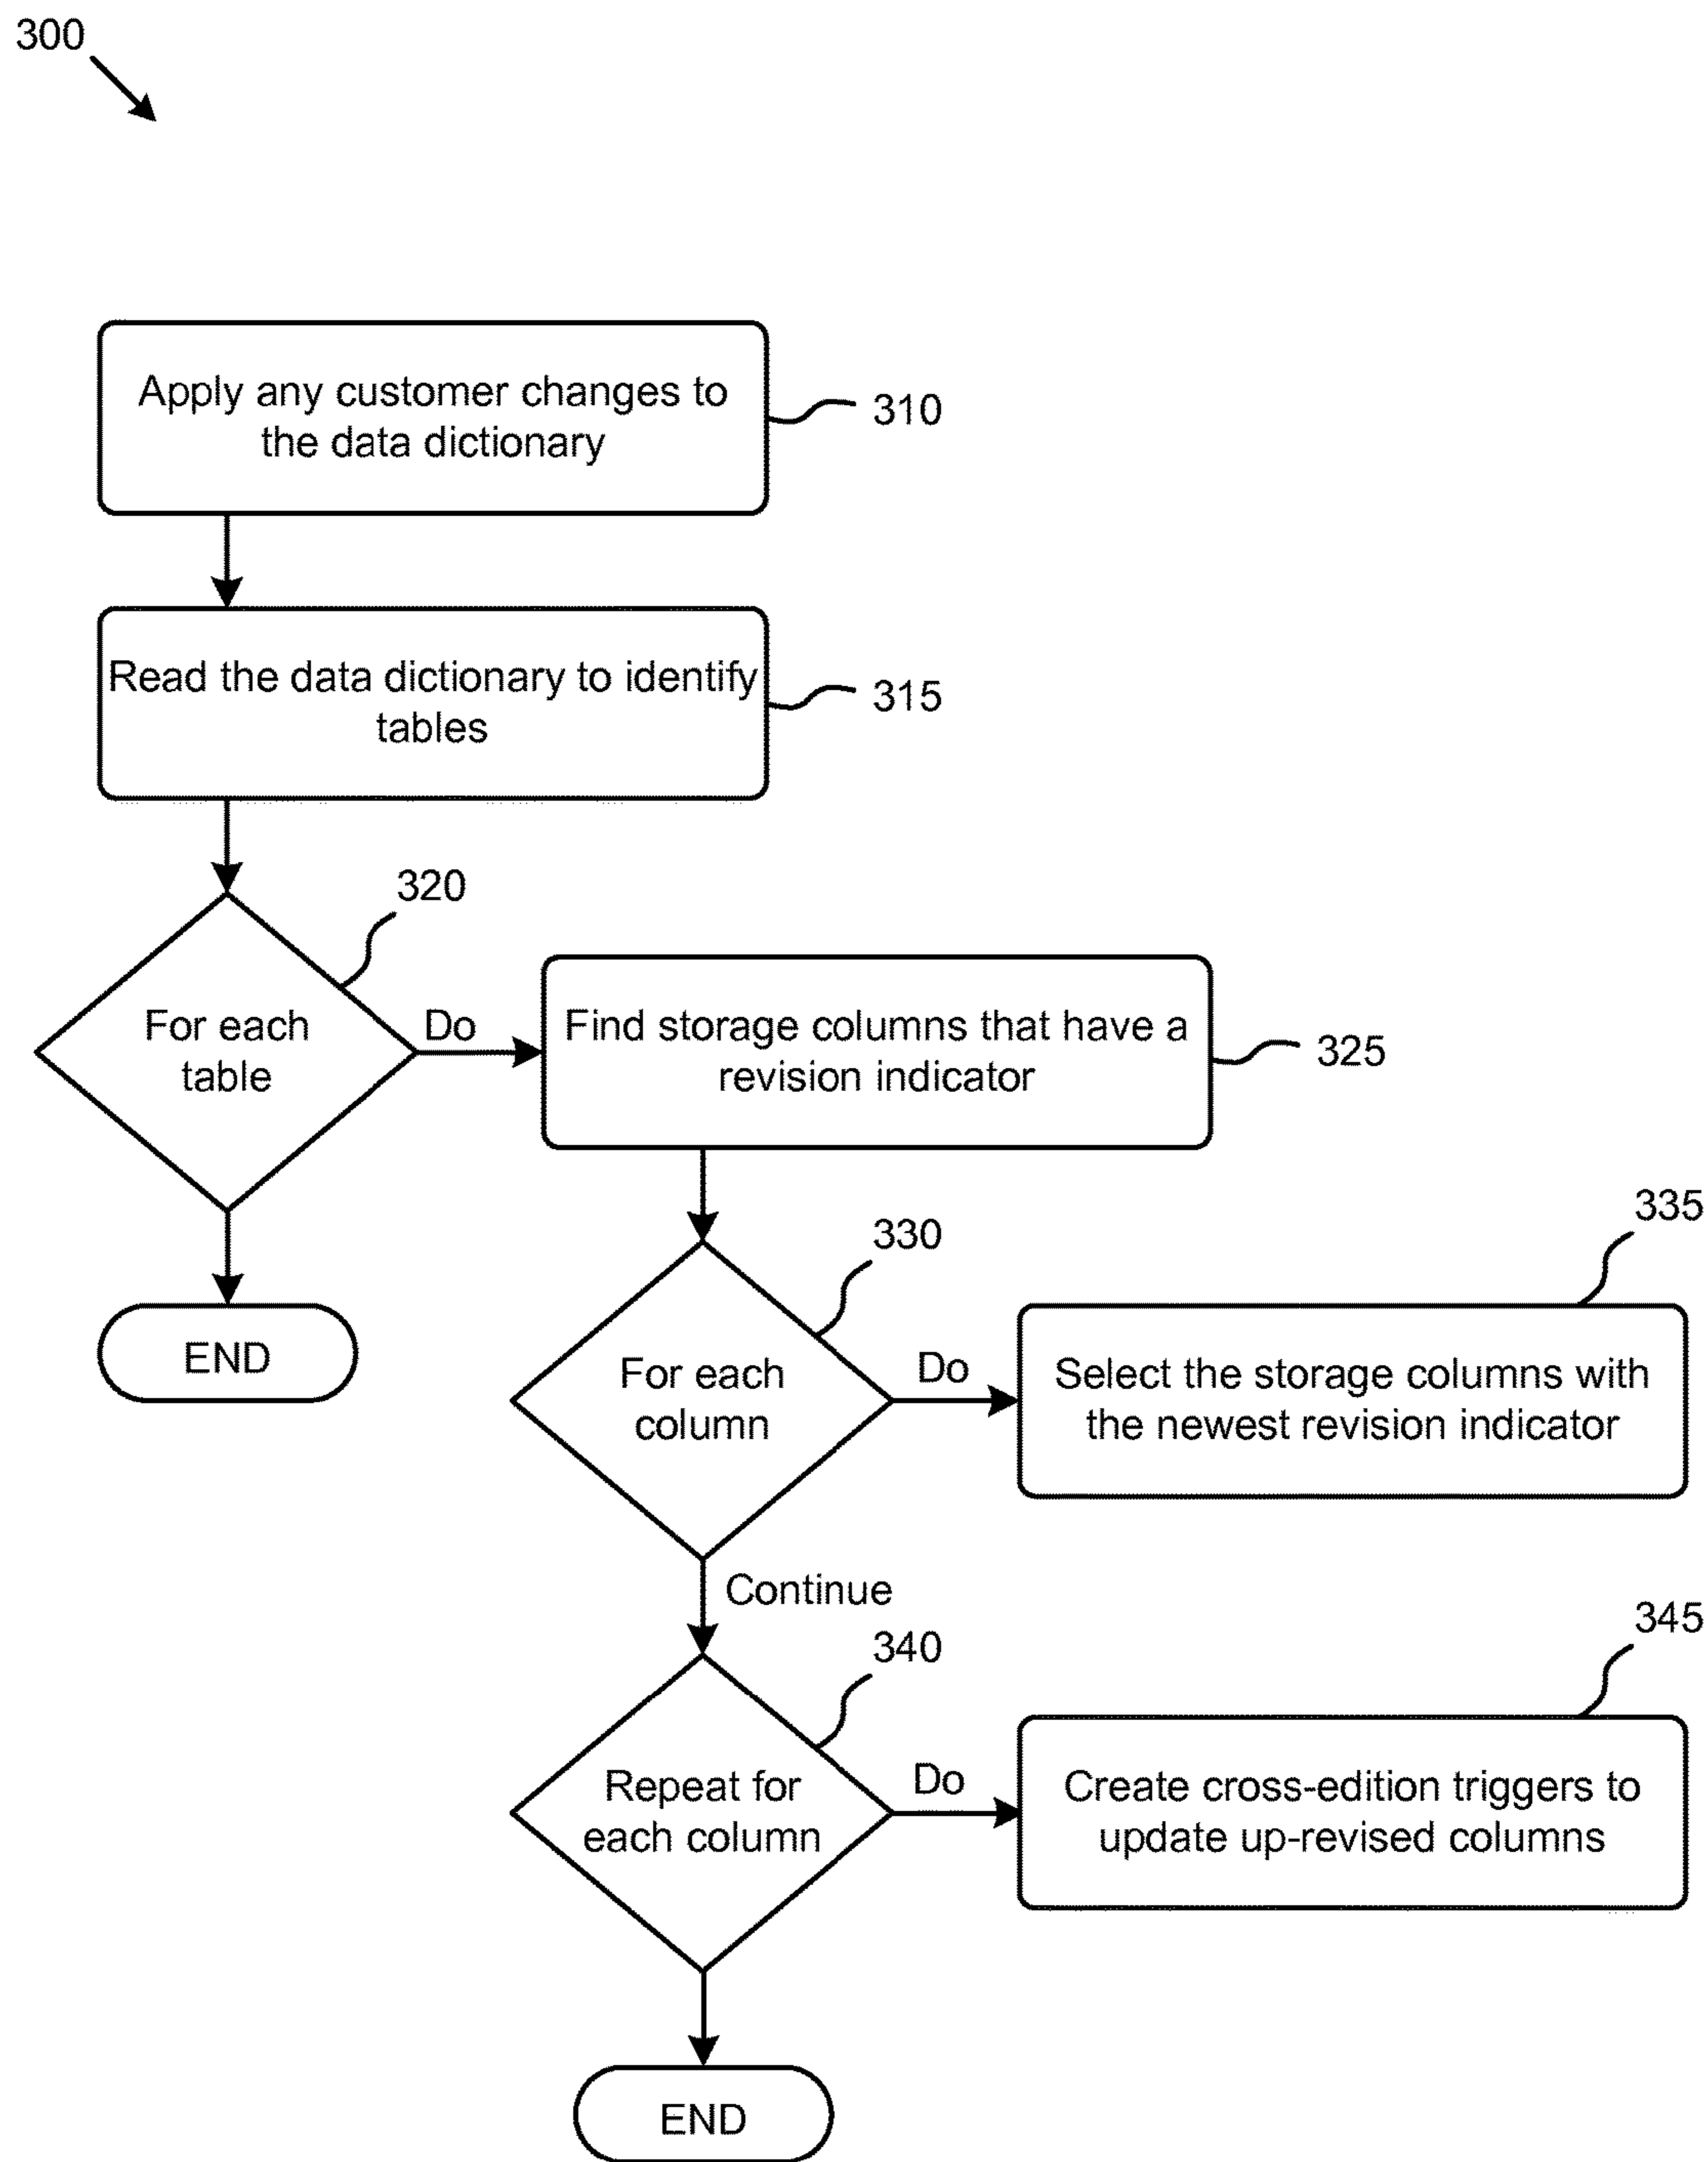 300
Apply any customer changes to
the data dictionary
310
Read the data dictionary to identify
tables
315
320
For each
table
Do
Find storage columns that have a
revision indicator
325
END
330
For each
column
Do
335
Select the storage columns with
the newest revision indicator
Continue
340
Repeat for
each column
Do
345
Create cross-edition triggers to
update up-revised columns
END